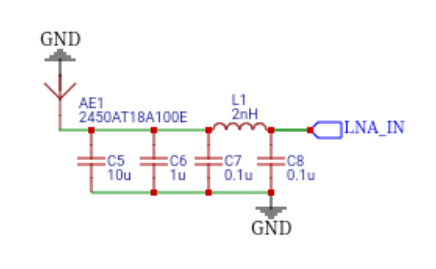 GND
AE1
2450AT18A100E
L1
2nH
LNA_IN
C5
10u
C6
1u
C7
0.1u
C8
0.1u
GND